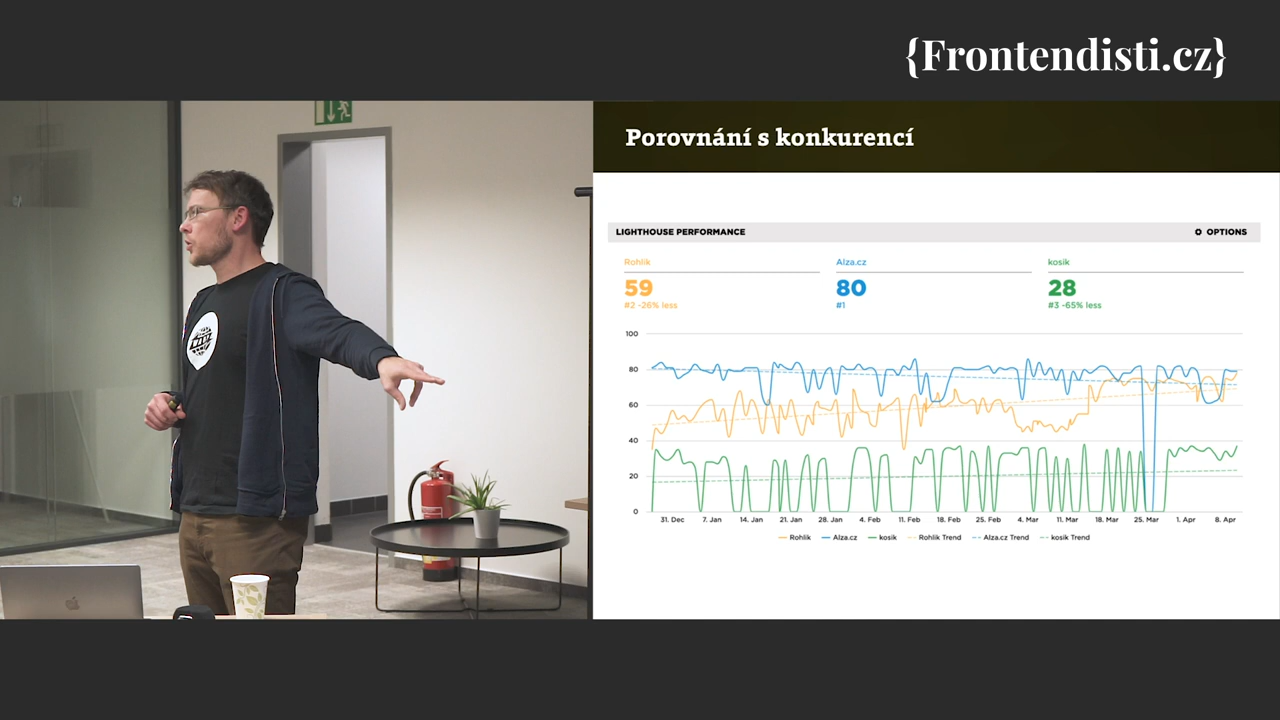 {Frontendisti.cz}
Porovnání s konkurencí
LIGHTHOUSE PERFORMANCE
OPTIONS
Rohlik
59
#2 -26% less
Alza.cz
80
#1
kosik
28
#3 -65% less
100
80
60
40
20
0
31. Dec 7. Jan 14. Jan 21. Jan 28. Jan 4. Feb 11. Feb 18. Feb 25. Feb 4. Mar 11. Mar 18. Mar 25. Mar 1. Apr 8. Apr
Rohlik Alza.cz kosik Rohlik Trend Alza.cz Trend kosik Trend